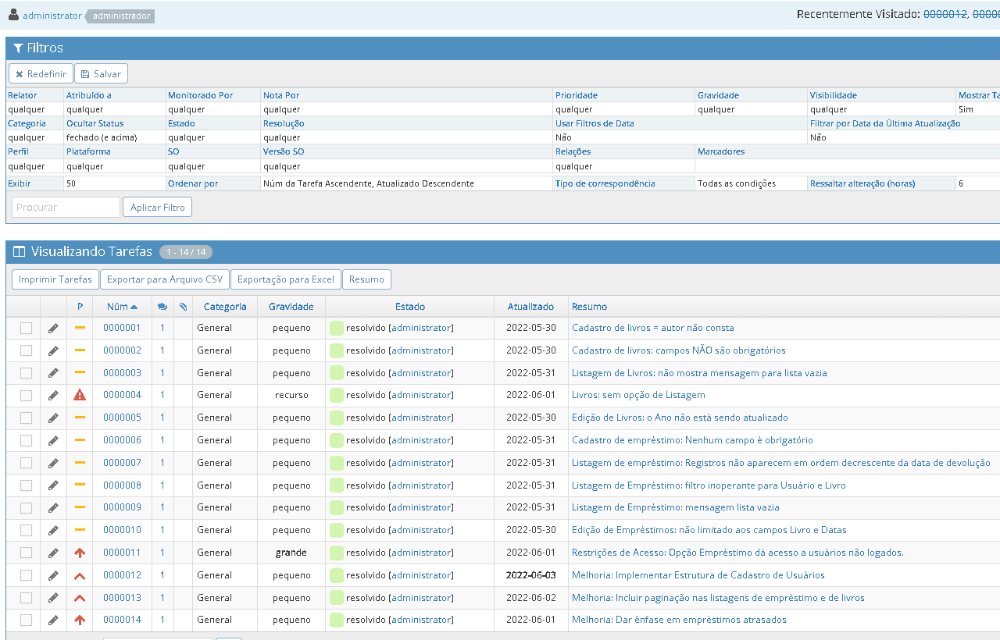 administrator administrador Recentemente Visitado: 0000012, 0000
Filtros
Redefinir Salvar
Relator Atribuído a Monitorado Por Nota Por Prioridade Gravidade Visibilidade Mostrar Ta
qualquer qualquer qualquer qualquer qualquer qualquer qualquer Sim
Categoria Ocultar Status Estado Resolução Usar Filtros de Data Filtrar por Data da Última Atualização
qualquer fechado (e acima) qualquer qualquer Não Não
Perfil Plataforma SO Versão SO Relações Marcadores
qualquer qualquer qualquer qualquer qualquer
Exibir 50 Ordenar por Núm da Tarefa Ascendente, Atualizado Descendente Tipo de correspondência Todas as condições Ressaltar alteração (horas) 6
Procurar Aplicar Filtro
Visualizando Tarefas 1 - 14 / 14
Imprimir Tarefas Exportar para Arquivo CSV Exportação para Excel Resumo
P Núm Categoria Gravidade Estado Atualizado Resumo
0000001 1 General pequeno resolvido (administrator) 2022-05-30 Cadastro de livros = autor não consta
0000002 1 General pequeno resolvido (administrator) 2022-05-30 Cadastro de livros: campos NÃO são obrigatórios
0000003 1 General pequeno resolvido (administrator) 2022-05-31 Listagem de Livros: não mostra mensagem para lista vazia
0000004 1 General recurso resolvido (administrator) 2022-06-01 Livros: sem opção de Listagem
0000005 1 General pequeno resolvido (administrator) 2022-05-30 Edição de Livros: o Ano não está sendo atualizado
0000006 1 General pequeno resolvido (administrator) 2022-05-31 Cadastro de empréstimo: Nenhum campo é obrigatório
0000007 1 General pequeno resolvido (administrator) 2022-05-31 Listagem de empréstimo: Registros não aparecem em ordem decrescente da data de devolução
0000008 1 General pequeno resolvido (administrator) 2022-05-31 Listagem de Empréstimo: filtro inoperante para Usuário e Livro
0000009 1 General pequeno resolvido (administrator) 2022-05-31 Listagem de Empréstimo: mensagem lista vazia
0000010 1 General pequeno resolvido (administrator) 2022-05-30 Edição de Empréstimos: não limitado aos campos Livro e Datas
0000011 1 General grande resolvido (administrator) 2022-06-01 Restrições de Acesso: Opção Empréstimo dá acesso a usuários não logados.
0000012 1 General pequeno resolvido (administrator) 2022-06-03 Melhoria: Implementar Estrutura de Cadastro de Usuários
0000013 1 General pequeno resolvido (administrator) 2022-06-02 Melhoria: Incluir paginação nas listagens de empréstimo e de livros
0000014 1 General pequeno resolvido (administrator) 2022-06-01 Melhoria: Dar ênfase em empréstimos atrasados